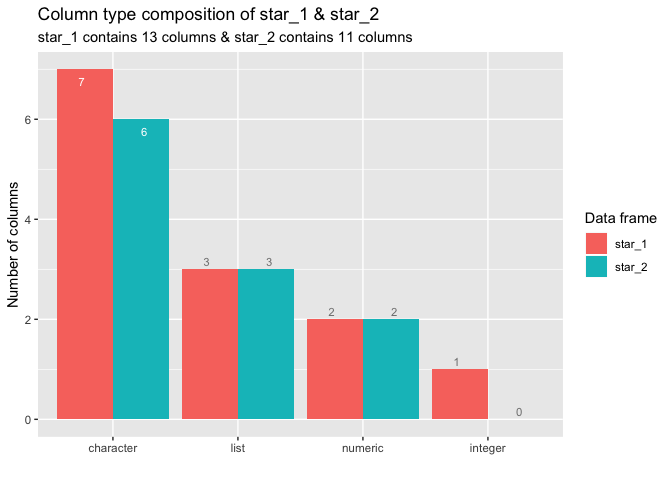 Column type composition of star_1 & star_2
star_1 contains 13 columns & star_2 contains 11 columns
Number of columns
6
4
2
0
7
6
3
3
2
2
1
0
character
list
numeric
integer
Data frame
star_1
star_2